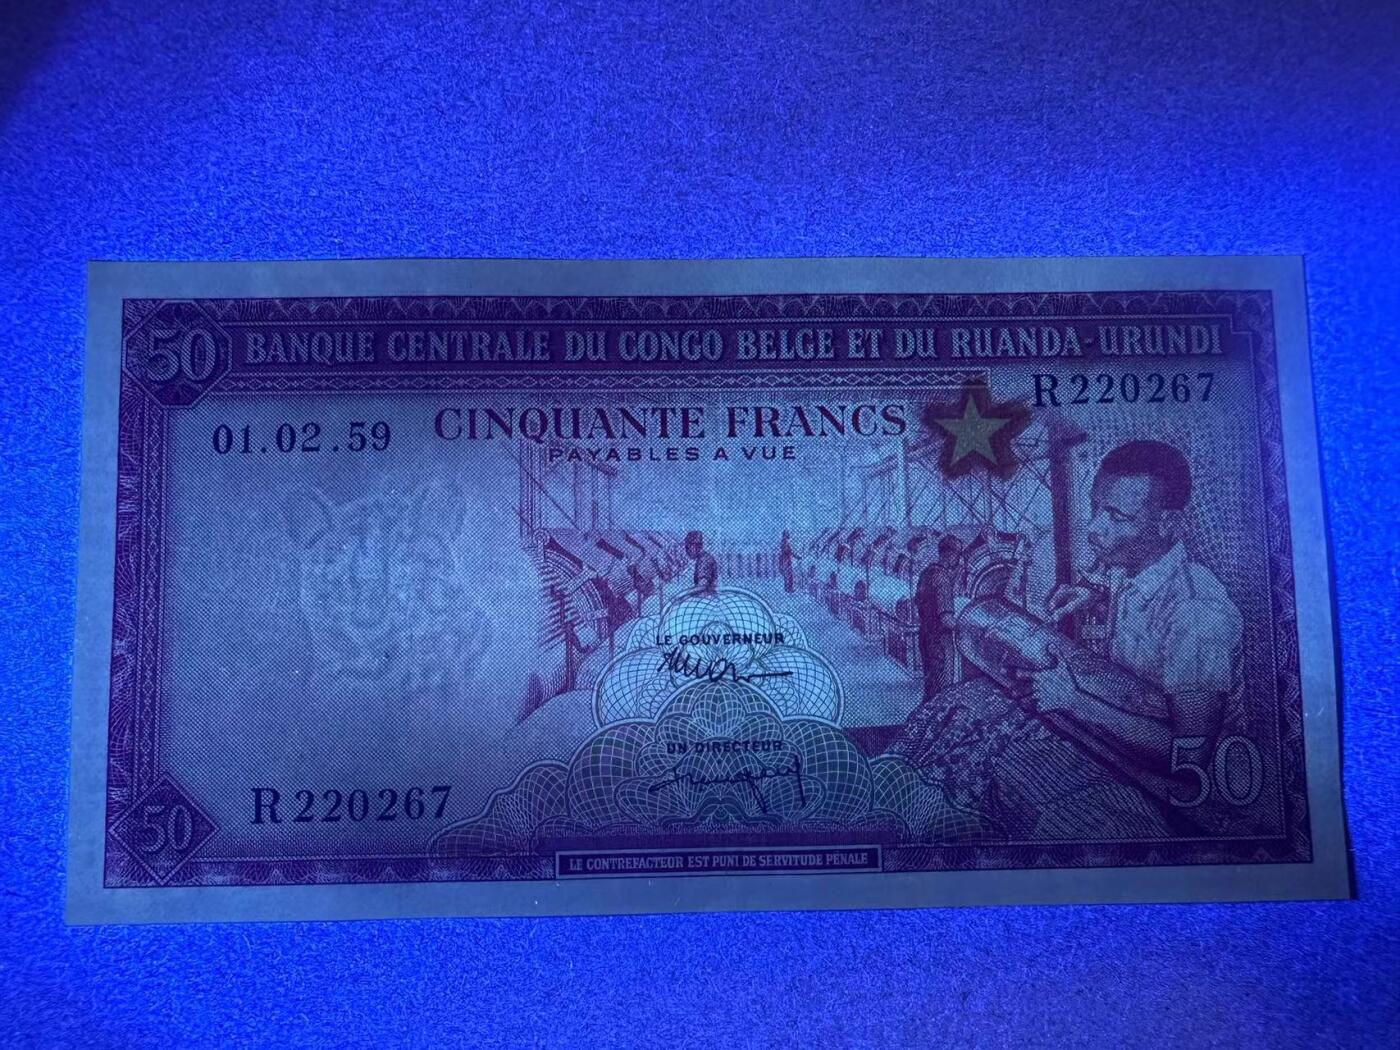 50 BANQUE CENTRALE DU CONGO BELGE ET DU RUANDA-URUNDI
R220267
01.02.59
CINQUANTE FRANCS
PAYABLES A VUE
LE GOUVERNEUR
UN DIRECTEUR
50
R220267
50
LE CONTREFACTEUR EST PUNI DE SERVITUDE PÉNALE